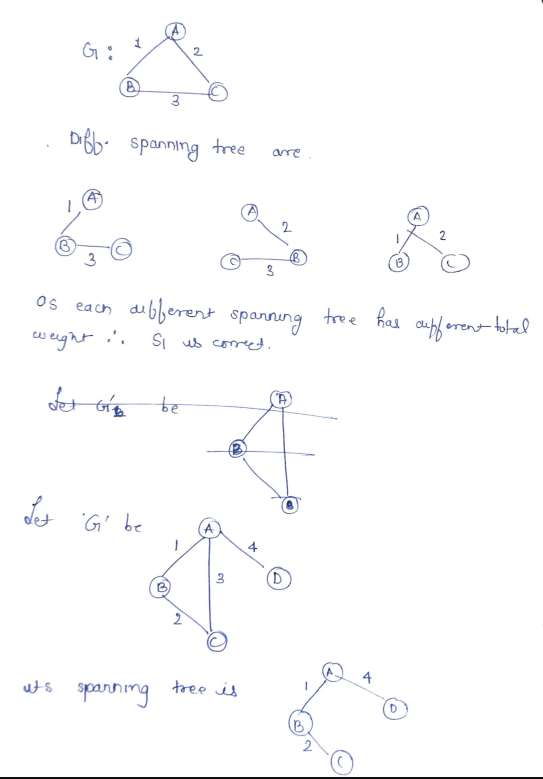 G :
A
1
2
B
C
3
Diff. spanning tree are.
1
A
B
C
3
A
2
C
B
3
A
1
2
B
C
Os each different spanning tree has different total
weight ∴ S1 is correct.
Let G' be
A
B
Let 'G' be
A
1
4
B
3
D
2
C
its spanning tree is
A
4
1
D
B
2
C